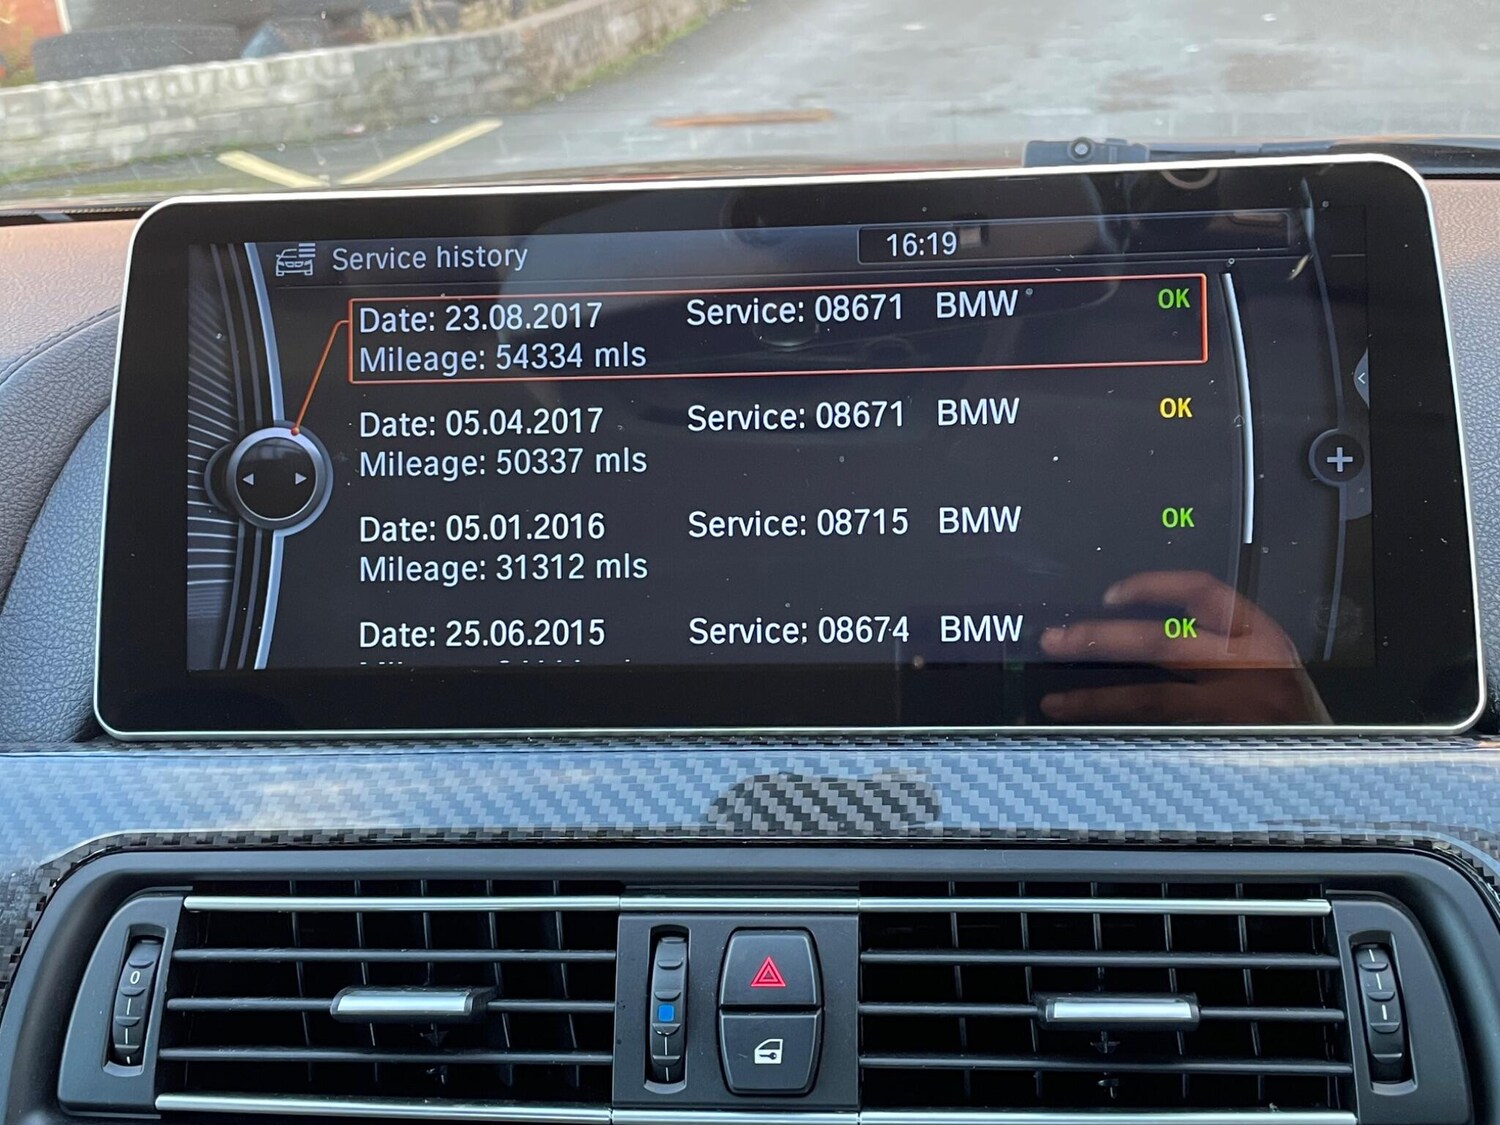 Service history
16:19
Date: 23.08.2017 Service: 08671 BMW OK
Mileage: 54334 mls
Date: 05.04.2017 Service: 08671 BMW OK
Mileage: 50337 mls
Date: 05.01.2016 Service: 08715 BMW OK
Mileage: 31312 mls
Date: 25.06.2015 Service: 08674 BMW OK
0